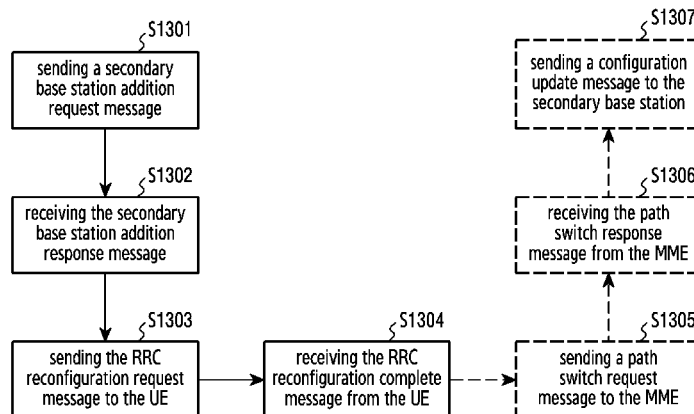 S1301
sending a secondary
base station addition
request message
S1302
receiving the secondary
base station addition
response message
S1303
sending the RRC
reconfiguration request
message to the UE
S1304
receiving the RRC
reconfiguration complete
message from the UE
S1305
sending a path
switch request
message to the MME
S1306
receiving the path
switch response
message from the MME
S1307
sending a configuration
update message to the
secondary base station